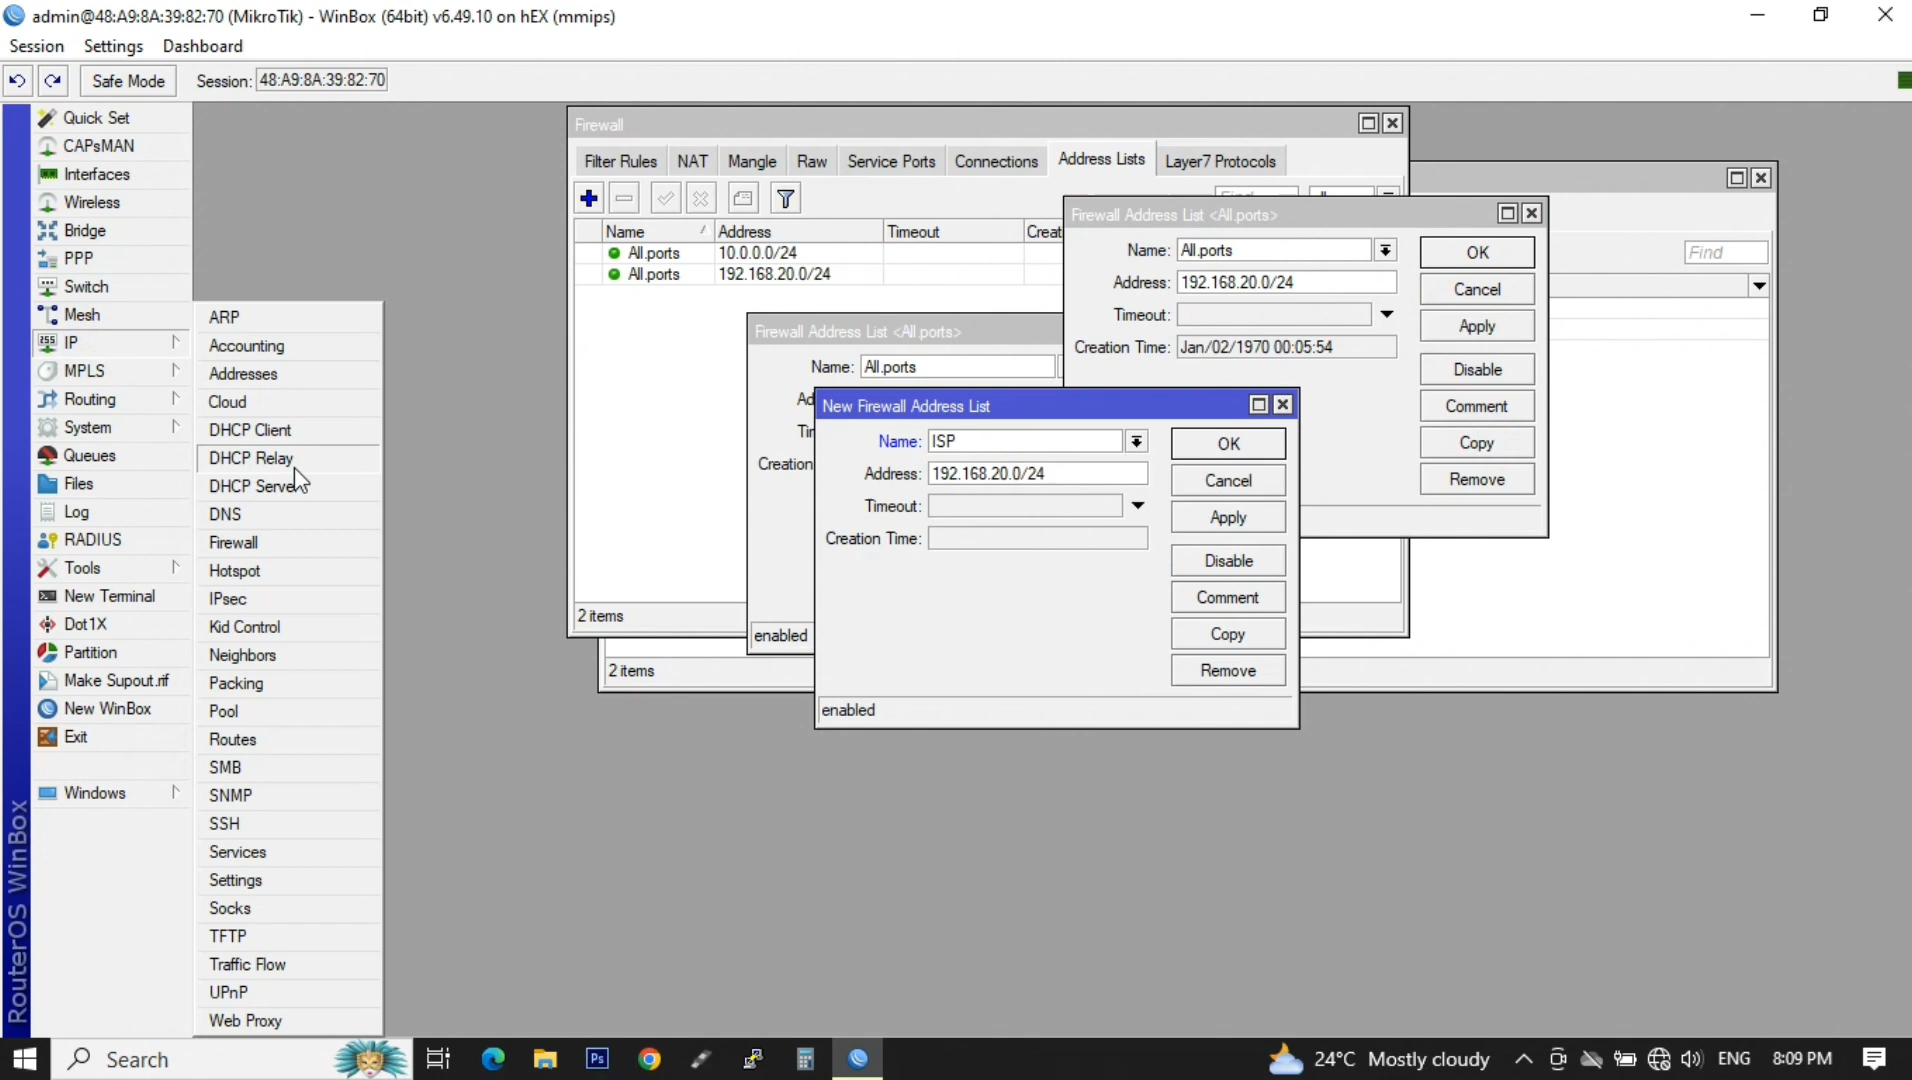 admin@48:A9:8A:39:82:70 (MikroTik) - WinBox (64bit) v6.49.10 on hEX (mmips)
Session Settings Dashboard
Safe Mode Session: 48:A9:8A:39:82:70
Quick Set
CAPsMAN
Interfaces
Wireless
Bridge
PPP
Switch
Mesh
IP
MPLS
Routing
System
Queues
Files
Log
RADIUS
Tools
New Terminal
Dot1X
Partition
Make Supout.rif
New WinBox
Exit
Windows
RouterOS WinBox
ARP
Accounting
Addresses
Cloud
DHCP Client
DHCP Relay
DHCP Server
DNS
Firewall
Hotspot
IPsec
Kid Control
Neighbors
Packing
Pool
Routes
SMB
SNMP
SSH
Services
Settings
Socks
TFTP
Traffic Flow
UPnP
Web Proxy
Firewall
Filter Rules NAT Mangle Raw Service Ports Connections Address Lists Layer7 Protocols
Name Address Timeout Creat
All.ports 10.0.0.0/24
All.ports 192.168.20.0/24
2 items
Find
2 items
Firewall Address List <All.ports>
Name: All.ports
Creation
enabled
Firewall Address List <All.ports>
Name: All.ports
Address: 192.168.20.0/24
Timeout:
Creation Time: Jan/02/1970 00:05:54
OK
Cancel
Apply
Disable
Comment
Copy
Remove
New Firewall Address List
Name: ISP
Address: 192.168.20.0/24
Timeout:
Creation Time:
OK
Cancel
Apply
Disable
Comment
Copy
Remove
enabled
Search
Ps
24°C Mostly cloudy
ENG
8:09 PM